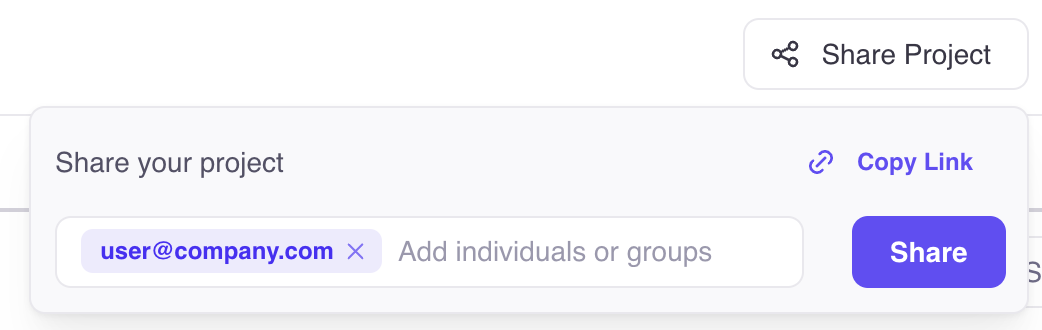 Share Project
Share your project
Copy Link
user@company.com Add individuals or groups
Share